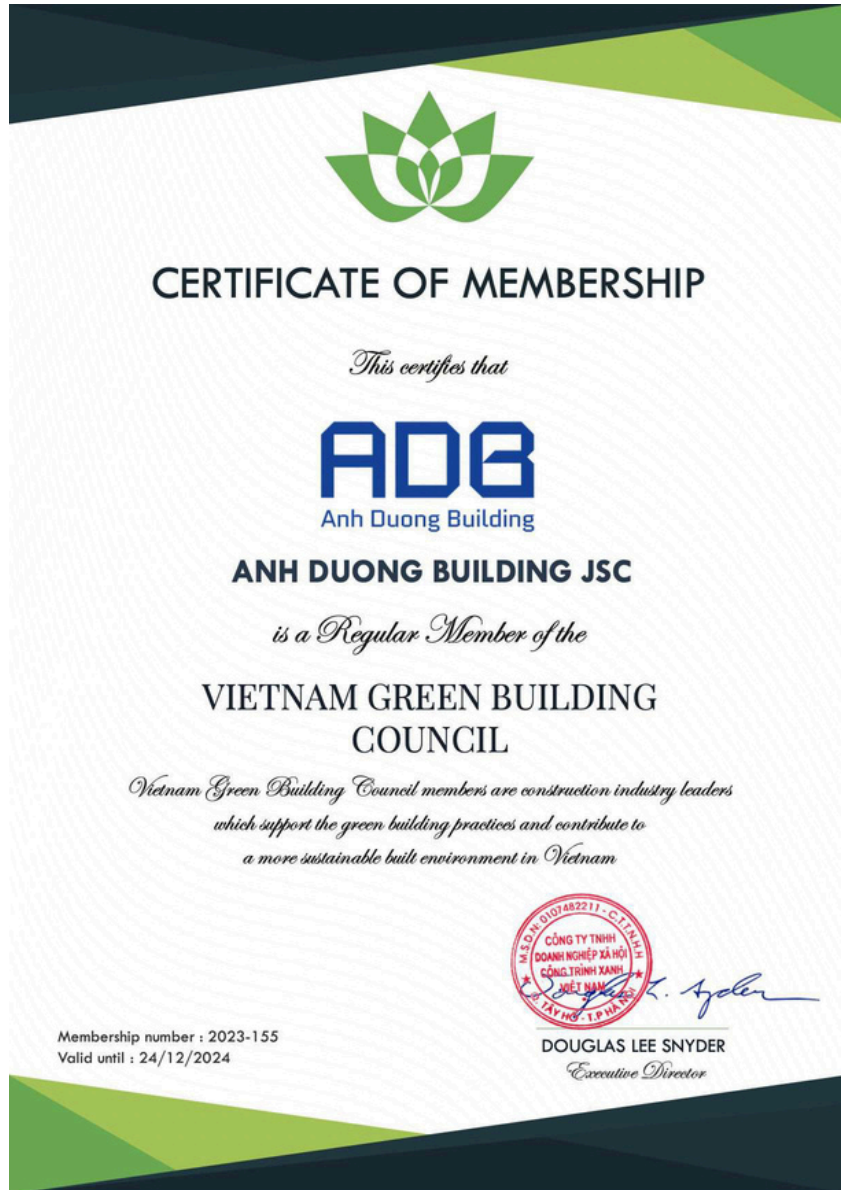 CERTIFICATE OF MEMBERSHIP
This certifies that
ADB
Anh Duong Building
ANH DUONG BUILDING JSC
is a Regular Member of the
VIETNAM GREEN BUILDING
COUNCIL
Vietnam Green Building Council members are construction industry leaders
which support the green building practices and contribute to
a more sustainable built environment in Vietnam
M.S.D.N: 0107482211 - C.T.T.N.H.H
CÔNG TY TNHH
DOANH NGHIỆP XÃ HỘI
CÔNG TRÌNH XANH
VIỆT NAM
Q. TÂY HỒ - T.P HÀ NỘI
Douglas L. Snyder
Membership number : 2023-155
Valid until : 24/12/2024
DOUGLAS LEE SNYDER
Executive Director